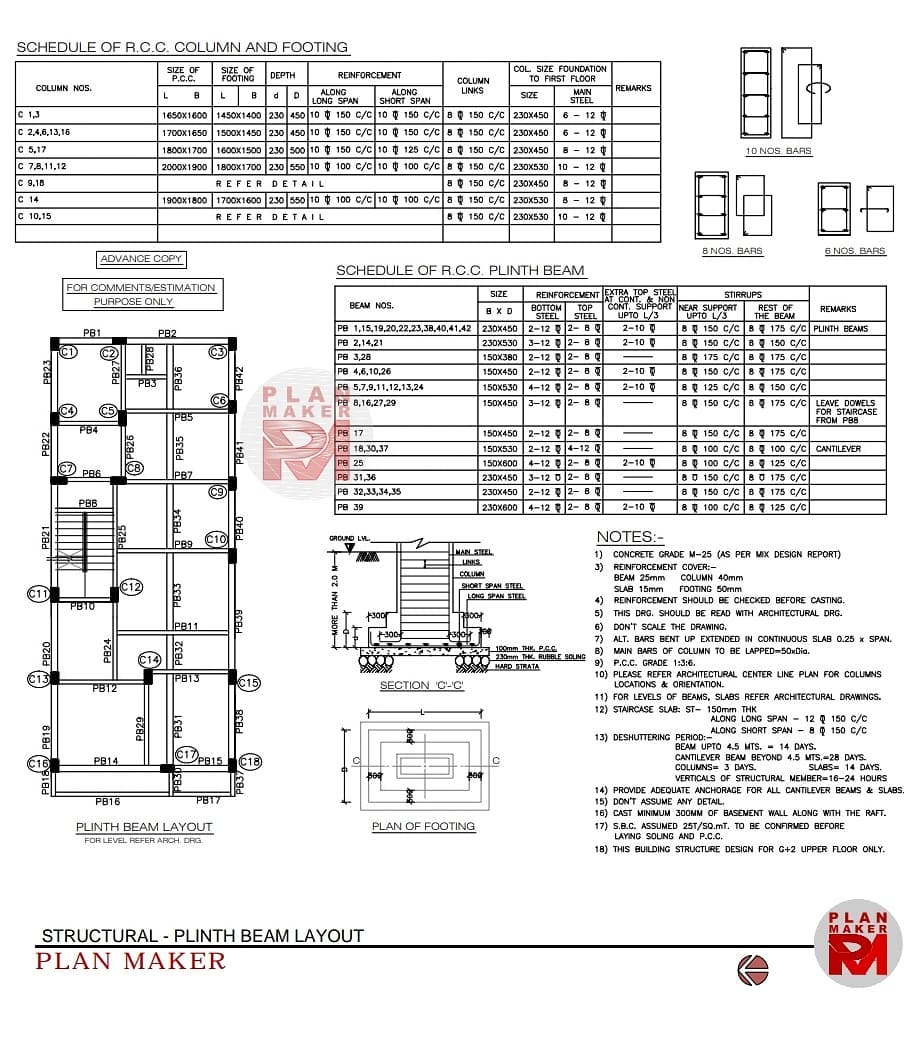 SCHEDULE OF R.C.C. COLUMN AND FOOTING
COLUMN NOS. SIZE OF P.C.C. SIZE OF FOOTING DEPTH REINFORCEMENT COLUMN LINKS COL. SIZE FOUNDATION TO FIRST FLOOR REMARKS
L B L B d D ALONG LONG SPAN ALONG SHORT SPAN SIZE MAIN STEEL
C 1,3 1650X1600 1450X1400 230 450 10 Ф 150 C/C 10 Ф 150 C/C 8 Ф 150 C/C 230X450 6 – 12 Ф
C 2,4,6,13,16 1700X1650 1500X1450 230 450 10 Ф 150 C/C 10 Ф 150 C/C 8 Ф 150 C/C 230X450 6 – 12 Ф
C 5,17 1800X1700 1600X1500 230 500 10 Ф 150 C/C 10 Ф 125 C/C 8 Ф 150 C/C 230X450 8 – 12 Ф
C 7,8,11,12 2000X1900 1800X1700 230 550 10 Ф 100 C/C 10 Ф 100 C/C 8 Ф 150 C/C 230X530 10 – 12 Ф
C 9,18 REFER DETAIL 8 Ф 150 C/C 230X450 8 – 12 Ф
C 14 1900X1800 1700X1600 230 550 10 Ф 100 C/C 10 Ф 100 C/C 8 Ф 150 C/C 230X530 8 – 12 Ф
C 10,15 REFER DETAIL 8 Ф 150 C/C 230X530 10 – 12 Ф
10 NOS. BARS
8 NOS. BARS
6 NOS. BARS
ADVANCE COPY
FOR COMMENTS/ESTIMATION
PURPOSE ONLY
SCHEDULE OF R.C.C. PLINTH BEAM
BEAM NOS. SIZE REINFORCEMENT EXTRA TOP STEEL AT CONT. & NON CONT. SUPPORT UPTO L/3 STIRRUPS REMARKS
B X D BOTTOM STEEL TOP STEEL NEAR SUPPORT UPTO L/3 REST OF THE BEAM
PB 1,15,19,20,22,23,38,40,41,42 230X450 2–12 Ф 2– 8 Ф 2–10 Ф 8 Ф 150 C/C 8 Ф 175 C/C PLINTH BEAMS
PB 2,14,21 230X530 3–12 Ф 2– 8 Ф 2–10 Ф 8 Ф 150 C/C 8 Ф 150 C/C
PB 3,28 150X380 2–12 Ф 2– 8 Ф —— 8 Ф 175 C/C 8 Ф 175 C/C
PB 4,6,10,26 150X450 2–12 Ф 2– 8 Ф 2–10 Ф 8 Ф 150 C/C 8 Ф 175 C/C
PB 5,7,9,11,12,13,24 150X530 4–12 Ф 2– 8 Ф 2–10 Ф 8 Ф 125 C/C 8 Ф 150 C/C
PB 8,16,27,29 150X450 3–12 Ф 2– 8 Ф —— 8 Ф 150 C/C 8 Ф 175 C/C LEAVE DOWELS
FOR STAIRCASE
FROM PB8
PB 17 150X450 2–12 Ф 2– 8 Ф —— 8 Ф 150 C/C 8 Ф 175 C/C
PB 18,30,37 150X530 2–12 Ф 4–12 Ф —— 8 Ф 100 C/C 8 Ф 100 C/C CANTILEVER
PB 25 150X600 4–12 Ф 2– 8 Ф 2–10 Ф 8 Ф 100 C/C 8 Ф 125 C/C
PB 31,36 230X450 3–12 Ʊ 2– 8 Ф —— 8 Ʊ 150 C/C 8 Ʊ 175 C/C
PB 32,33,34,35 230X450 2–12 Ф 2– 8 Ф —— 8 Ф 150 C/C 8 Ф 175 C/C
PB 39 230X600 4–12 Ф 2– 8 Ф 2–10 Ф 8 Ф 100 C/C 8 Ф 125 C/C
PLAN
MAKER
PB1 PB2
C1 C2 PB28 C3
PB23 PB27 PB3 PB36 PB42
C4 C5 C6
PB4 PB5
PB22 PB26 PB35 PB41
C7 C8
PB6 PB7
PB8 C9
PB21 PB25 PB34 C10 PB40
PB9
C11 C12
PB10 PB33
PB11 PB39
PB20 PB24 PB32
C14
C13 PB12 PB13 C15
PB19 PB29 PB31 PB38
C17
C16 PB14 PB15 C18
PB18 PB30 PB37
PB16 PB17
PLINTH BEAM LAYOUT
FOR LEVEL REFER ARCH. DRG.
GROUND LVL.
MORE THAN 2.0 M
MAIN STEEL
LINKS
COLUMN
SHORT SPAN STEEL
LONG SPAN STEEL
300 300
300 300
D d
100mm THK. P.C.C.
230mm THK. RUBBLE SOLING
HARD STRATA
SECTION 'C'-'C'
L
B
300
C C
300 300
300
PLAN OF FOOTING
NOTES:-
1) CONCRETE GRADE M–25 (AS PER MIX DESIGN REPORT)
3) REINFORCEMENT COVER:–
BEAM 25mm COLUMN 40mm
SLAB 15mm FOOTING 50mm
4) REINFORCEMENT SHOULD BE CHECKED BEFORE CASTING.
5) THIS DRG. SHOULD BE READ WITH ARCHITECTURAL DRG.
6) DON'T SCALE THE DRAWING.
7) ALT. BARS BENT UP EXTENDED IN CONTINUOUS SLAB 0.25 x SPAN.
8) MAIN BARS OF COLUMN TO BE LAPPED=50xDia.
9) P.C.C. GRADE 1:3:6.
10) PLEASE REFER ARCHITECTURAL CENTER LINE PLAN FOR COLUMNS
LOCATIONS & ORIENTATION.
11) FOR LEVELS OF BEAMS, SLABS REFER ARCHITECTURAL DRAWINGS.
12) STAIRCASE SLAB: ST– 150mm THK
ALONG LONG SPAN – 12 Ф 150 C/C
ALONG SHORT SPAN – 8 Ф 150 C/C
13) DESHUTTERING PERIOD:–
BEAM UPTO 4.5 MTS. = 14 DAYS.
CANTILEVER BEAM BEYOND 4.5 MTS.=28 DAYS.
COLUMNS= 3 DAYS. SLABS= 14 DAYS.
VERTICALS OF STRUCTURAL MEMBER=16–24 HOURS
14) PROVIDE ADEQUATE ANCHORAGE FOR ALL CANTILEVER BEAMS & SLABS.
15) DON'T ASSUME ANY DETAIL.
16) CAST MINIMUM 300MM OF BASEMENT WALL ALONG WITH THE RAFT.
17) S.B.C. ASSUMED 25T/SQ.mT. TO BE CONFIRMED BEFORE
LAYING SOLING AND P.C.C.
18) THIS BUILDING STRUCTURE DESIGN FOR G+2 UPPER FLOOR ONLY.
STRUCTURAL - PLINTH BEAM LAYOUT
PLAN MAKER
PLAN
MAKER